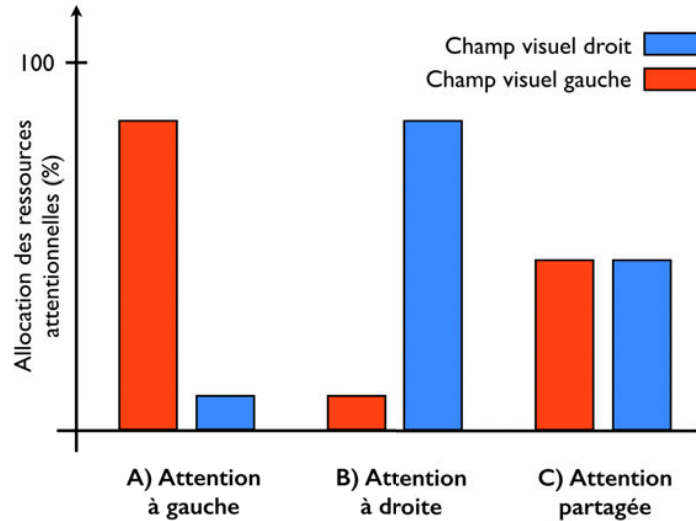 Champ visuel droit
Champ visuel gauche
100
Allocation des ressources
attentionnelles (%)
A) Attention
à gauche
B) Attention
à droite
C) Attention
partagée